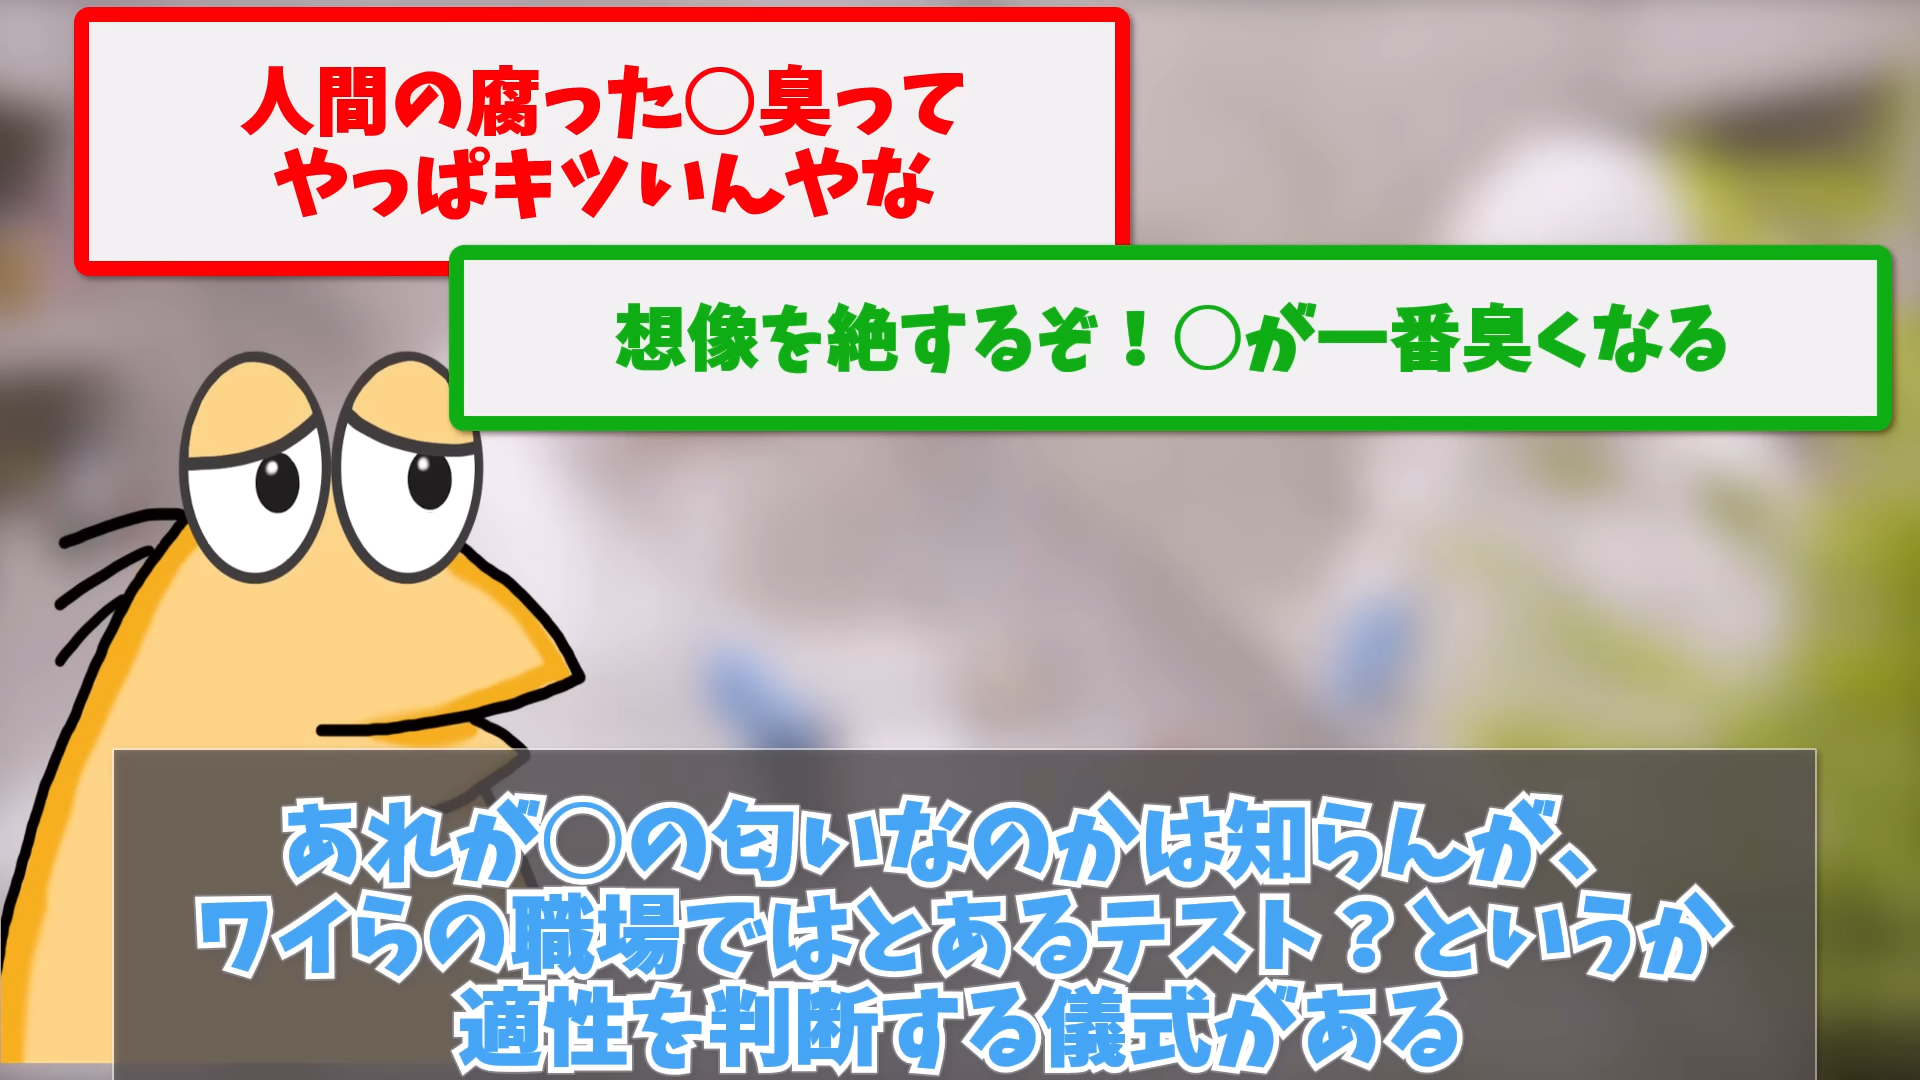 人間の腐った◯臭って
やっぱキツいんやな
想像を絶するぞ！◯が一番臭くなる
あれが◯の匂いなのかは知らんが、
ワイらの職場ではとあるテスト？というか
適性を判断する儀式がある